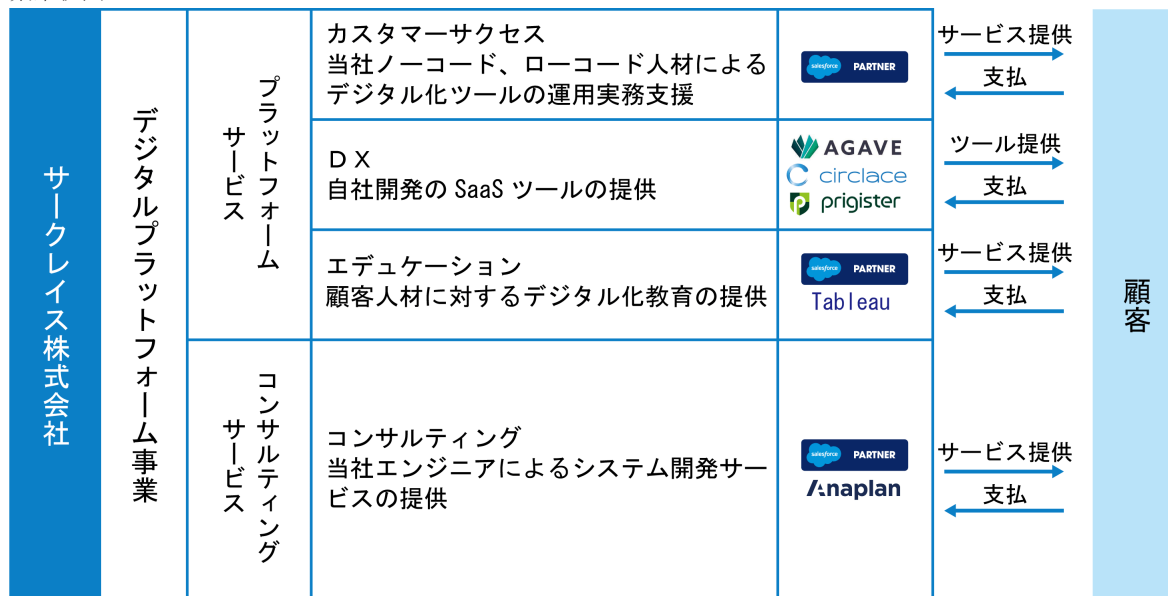 サークレイス株式会社
デジタルプラットフォーム事業
プラットフォーム
サービス
カスタマーサクセス
当社ノーコード、ローコード人材による
デジタル化ツールの運用実務支援
salesforce PARTNER
サービス提供
支払
DX
自社開発の SaaS ツールの提供
AGAVE
circlace
prigister
ツール提供
支払
エデュケーション
顧客人材に対するデジタル化教育の提供
salesforce PARTNER
Tableau
サービス提供
支払
コンサルティング
サービス
コンサルティング
当社エンジニアによるシステム開発サー
ビスの提供
salesforce PARTNER
Anaplan
サービス提供
支払
顧客